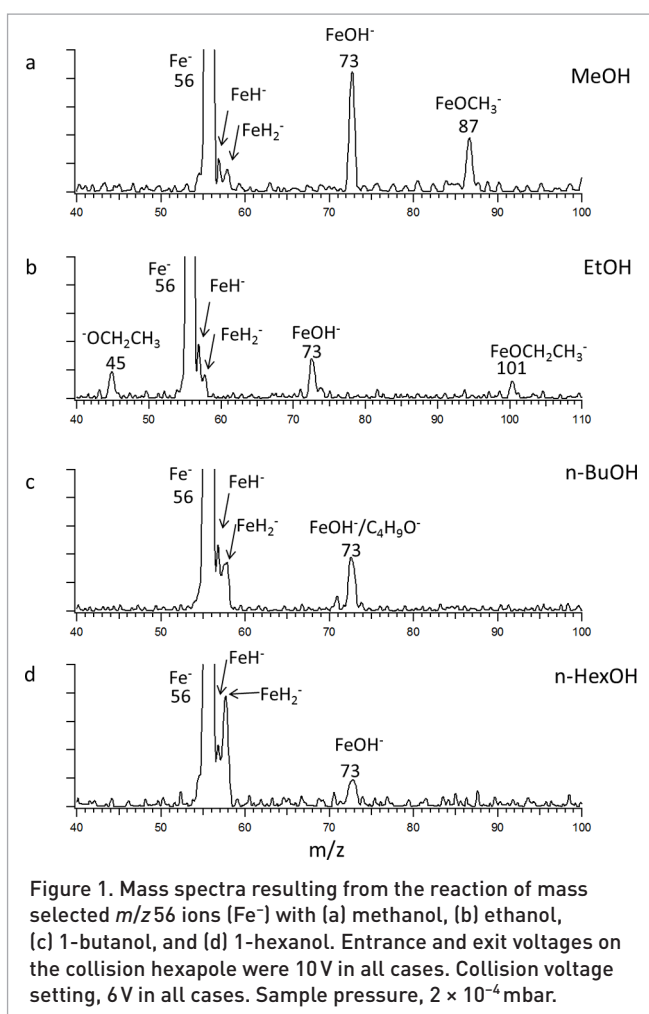 a
MeOH
Fe⁻
56
FeH⁻
FeH₂⁻
FeOH⁻
73
FeOCH₃⁻
87
40 50 60 70 80 90 100
b
EtOH
⁻OCH₂CH₃
45
Fe⁻
56
FeH⁻
FeH₂⁻
FeOH⁻
73
FeOCH₂CH₃⁻
101
40 50 60 70 80 90 100 110
c
n-BuOH
Fe⁻
56
FeH⁻
FeH₂⁻
FeOH⁻/C₄H₉O⁻
73
40 50 60 70 80 90 100
d
n-HexOH
Fe⁻
56
FeH⁻
FeH₂⁻
FeOH⁻
73
40 50 60 70 80 90 100
m/z
Figure 1. Mass spectra resulting from the reaction of mass
selected m/z 56 ions (Fe⁻) with (a) methanol, (b) ethanol,
(c) 1-butanol, and (d) 1-hexanol. Entrance and exit voltages on
the collision hexapole were 10 V in all cases. Collision voltage
setting, 6 V in all cases. Sample pressure, 2 × 10⁻⁴ mbar.